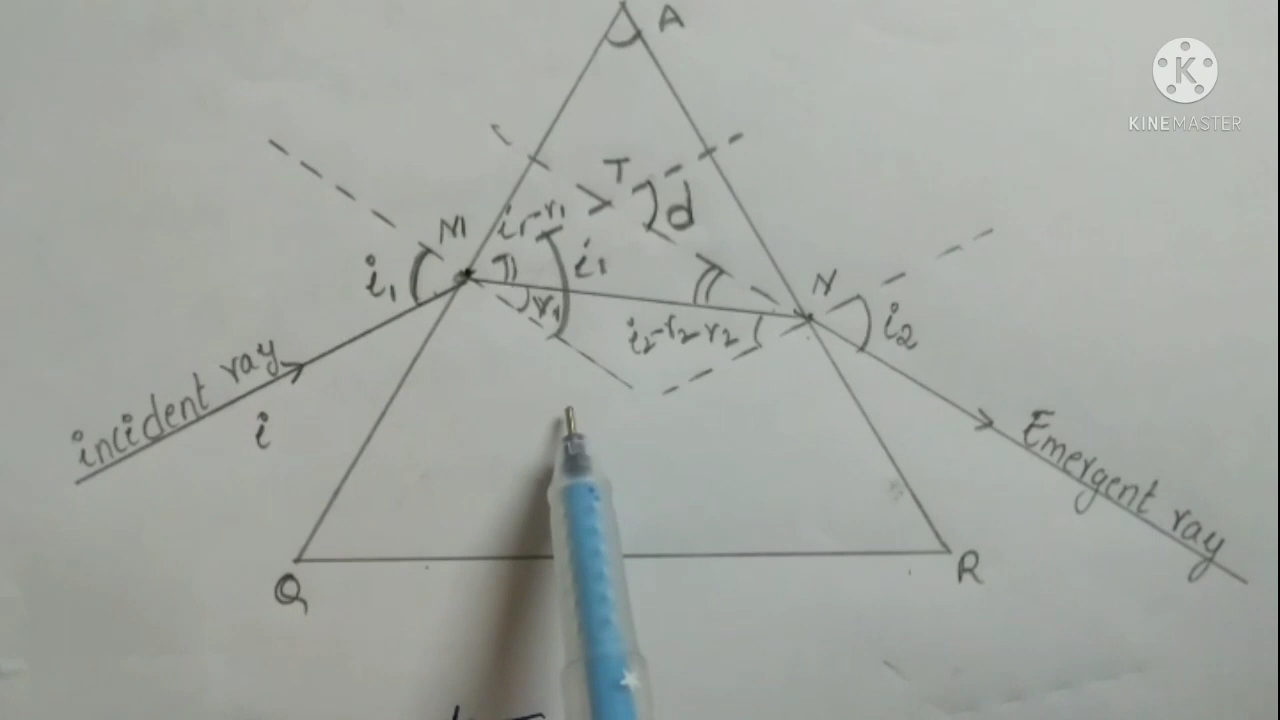 A
KINEMASTER
T
d
M
i₁-r₁
i₁
i₁
r₁
N
i₂-r₂
r₂
i₂
incident ray
i
Emergent ray
Q
R